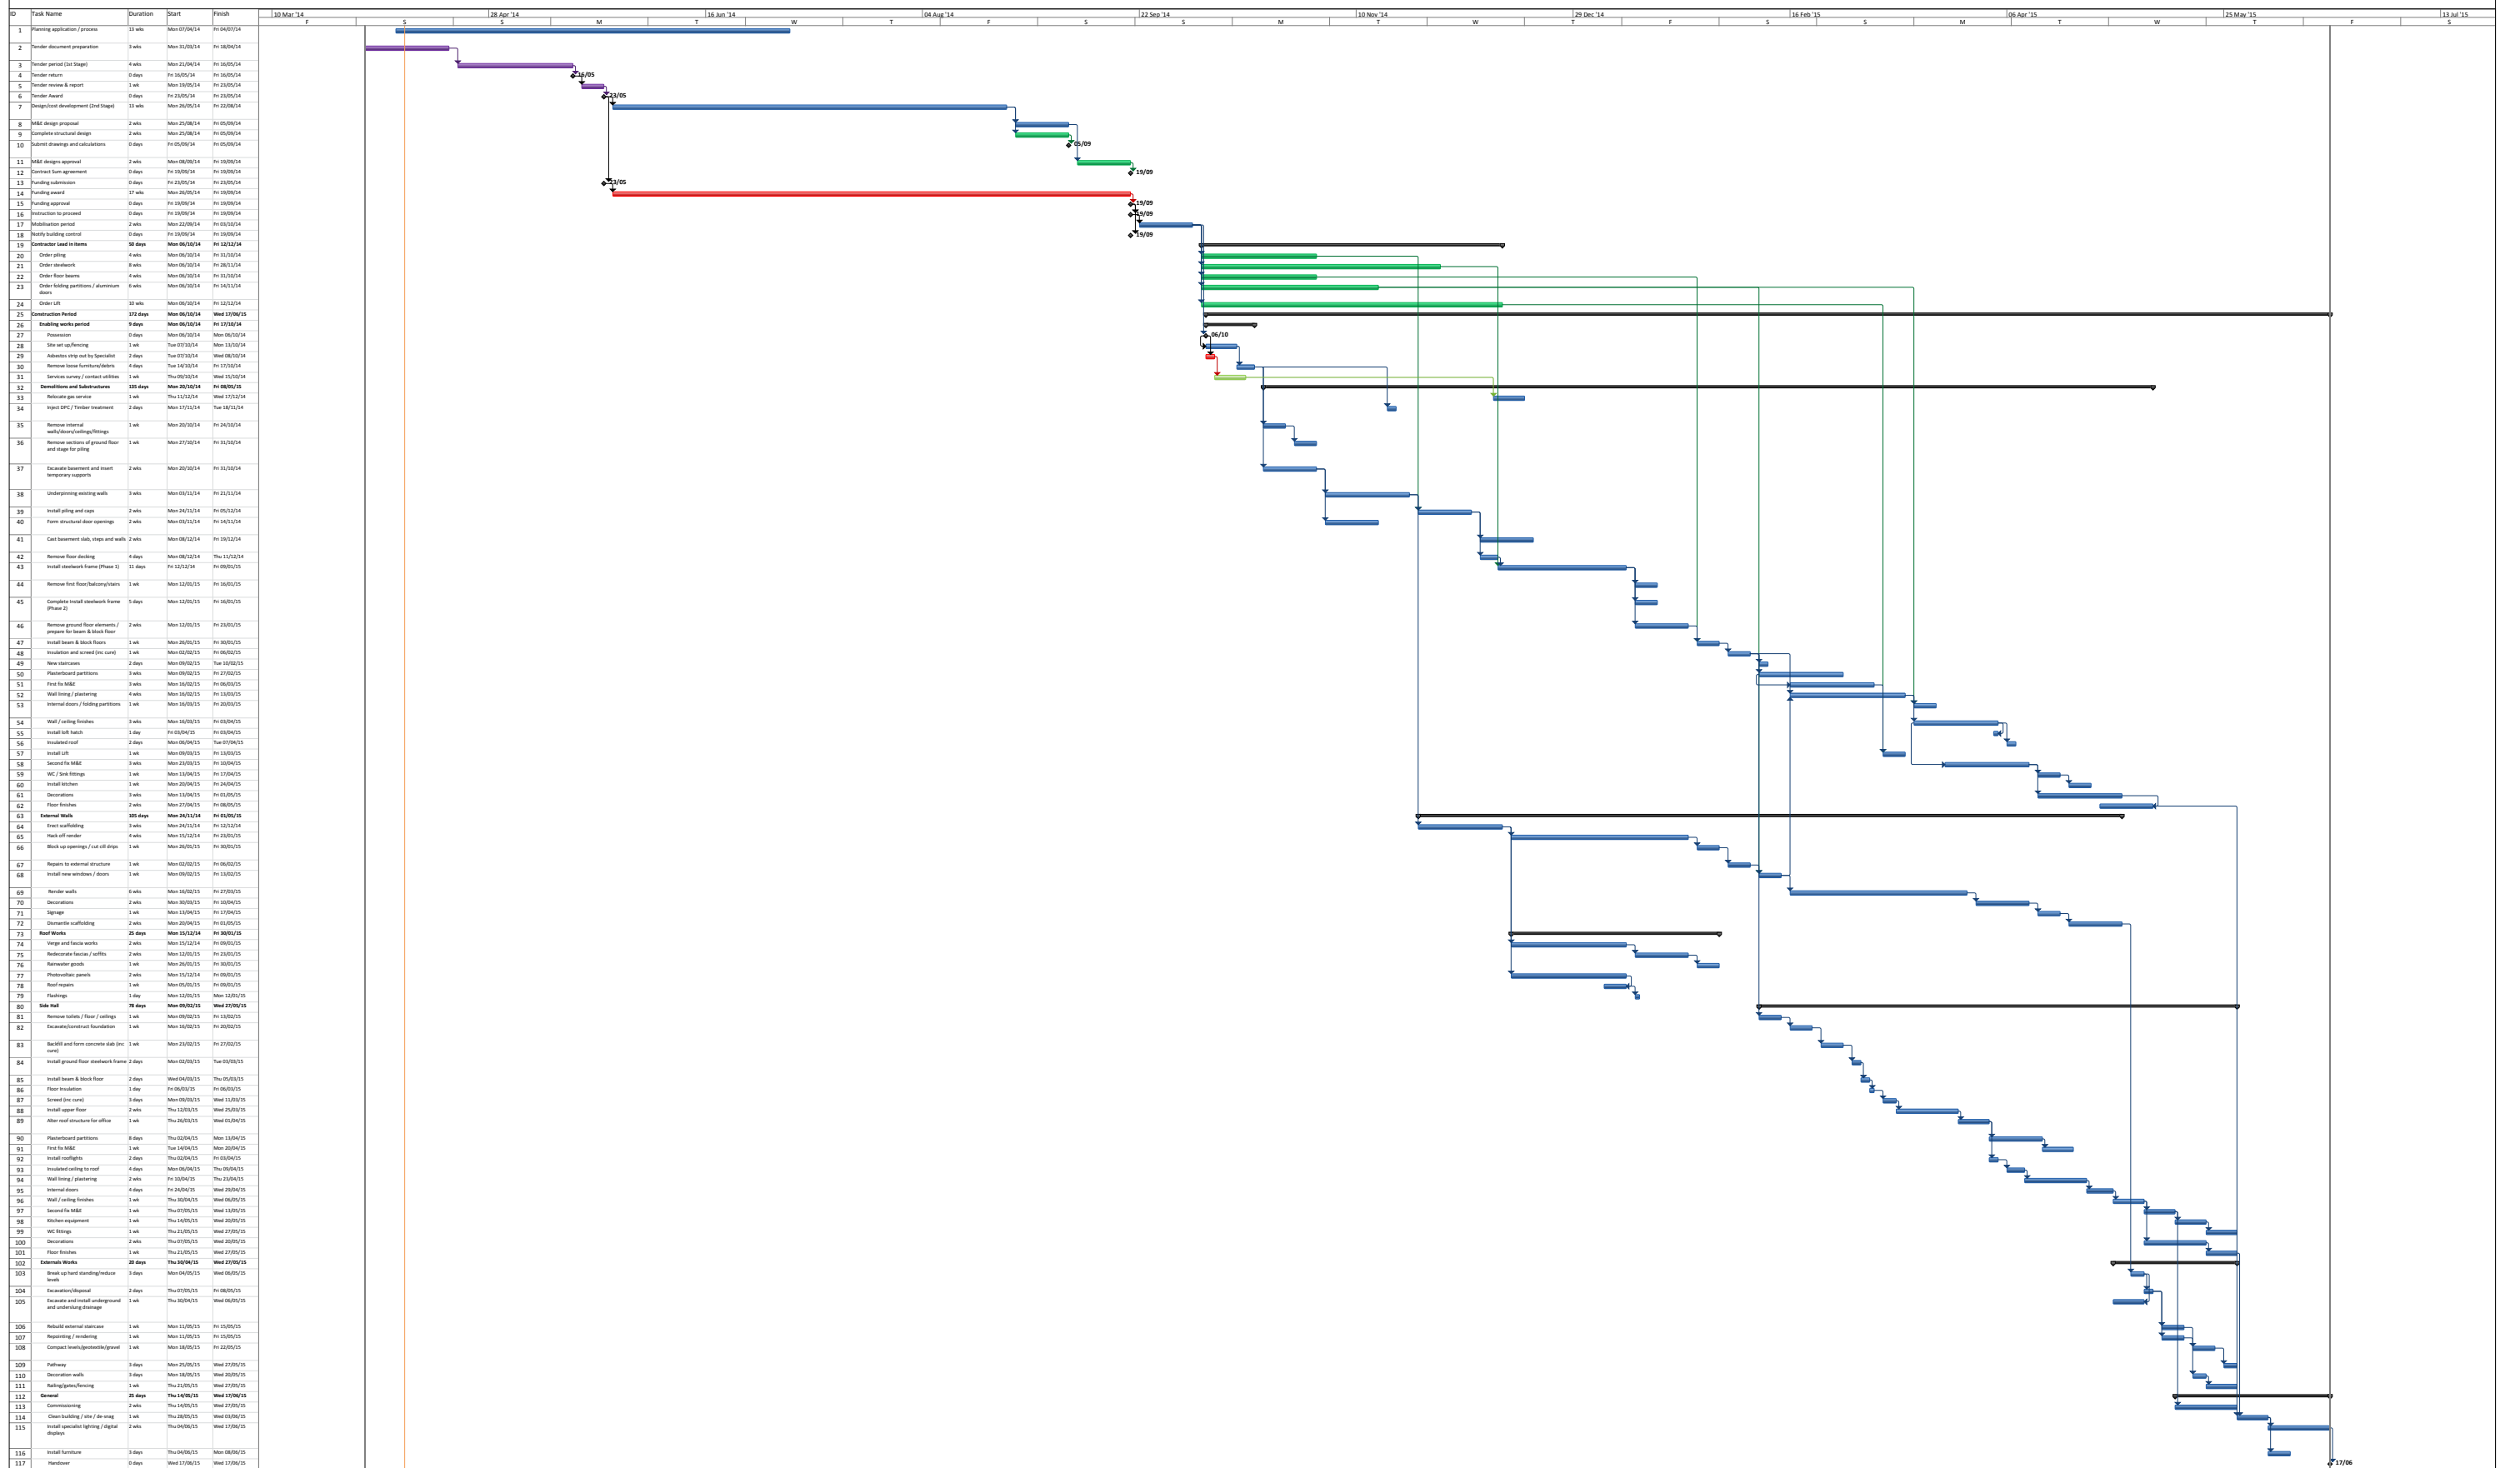 ID Task Name Duration Start Finish 10 Mar '14 28 Apr '14 16 Jun '14 04 Aug '14 22 Sep '14 10 Nov '14 29 Dec '14 16 Feb '15 06 Apr '15 25 May '15 13 Jul '15
F S M T W T F S S M T W T F S S M T W T F S
1 Planning application / process 13 wks Mon 07/04/14 Fri 04/07/14
2 Tender document preparation 3 wks Mon 31/03/14 Fri 18/04/14
3 Tender period (1st Stage) 4 wks Mon 21/04/14 Fri 16/05/14
4 Tender return 0 days Fri 16/05/14 Fri 16/05/14 16/05
5 Tender review & report 1 wk Mon 19/05/14 Fri 23/05/14
6 Tender Award 0 days Fri 23/05/14 Fri 23/05/14 23/05
7 Design/cost development (2nd Stage) 13 wks Mon 26/05/14 Fri 22/08/14
8 M&E design proposal 2 wks Mon 25/08/14 Fri 05/09/14
9 Complete structural design 2 wks Mon 25/08/14 Fri 05/09/14
10 Submit drawings and calculations 0 days Fri 05/09/14 Fri 05/09/14 05/09
11 M&E designs approval 2 wks Mon 08/09/14 Fri 19/09/14
12 Contract Sum agreement 0 days Fri 19/09/14 Fri 19/09/14 19/09
13 Funding submission 0 days Fri 23/05/14 Fri 23/05/14 23/05
14 Funding award 17 wks Mon 26/05/14 Fri 19/09/14
15 Funding approval 0 days Fri 19/09/14 Fri 19/09/14 19/09
16 Instruction to proceed 0 days Fri 19/09/14 Fri 19/09/14 19/09
17 Mobilisation period 2 wks Mon 22/09/14 Fri 03/10/14
18 Notify building control 0 days Fri 19/09/14 Fri 19/09/14 19/09
19 Contractor Lead in Items 50 days Mon 06/10/14 Fri 12/12/14
20 Order piling 4 wks Mon 06/10/14 Fri 31/10/14
21 Order steelwork 8 wks Mon 06/10/14 Fri 28/11/14
22 Order floor beams 4 wks Mon 06/10/14 Fri 31/10/14
23 Order folding partitions / aluminium 6 wks Mon 06/10/14 Fri 14/11/14
doors
24 Order Lift 10 wks Mon 06/10/14 Fri 12/12/14
25 Construction Period 172 days Mon 06/10/14 Wed 17/06/15
26 Enabling works period 9 days Mon 06/10/14 Fri 17/10/14
27 Possession 0 days Mon 06/10/14 Mon 06/10/14 06/10
28 Site set up/fencing 1 wk Tue 07/10/14 Mon 13/10/14
29 Asbestos strip out by Specialist 2 days Tue 07/10/14 Wed 08/10/14
30 Remove loose furniture/debris 4 days Tue 14/10/14 Fri 17/10/14
31 Services survey / contact utilities 1 wk Thu 09/10/14 Wed 15/10/14
32 Demolitions and Substructures 135 days Mon 20/10/14 Fri 08/05/15
33 Relocate gas service 1 wk Thu 11/12/14 Wed 17/12/14
34 Inject DPC / Timber treatment 2 days Mon 17/11/14 Tue 18/11/14
35 Remove internal 1 wk Mon 20/10/14 Fri 24/10/14
walls/doors/ceilings/fittings
36 Remove sections of ground floor 1 wk Mon 27/10/14 Fri 31/10/14
and stage for piling
37 Excavate basement and insert 2 wks Mon 20/10/14 Fri 31/10/14
temporary supports
38 Underpinning existing walls 3 wks Mon 03/11/14 Fri 21/11/14
39 Install piling and caps 2 wks Mon 24/11/14 Fri 05/12/14
40 Form structural door openings 2 wks Mon 03/11/14 Fri 14/11/14
41 Cast basement slab, steps and walls 2 wks Mon 08/12/14 Fri 19/12/14
42 Remove floor decking 4 days Mon 08/12/14 Thu 11/12/14
43 Install steelwork frame (Phase 1) 11 days Fri 12/12/14 Fri 09/01/15
44 Remove first floor/balcony/stairs 1 wk Mon 12/01/15 Fri 16/01/15
45 Complete Install steelwork frame 5 days Mon 12/01/15 Fri 16/01/15
(Phase 2)
46 Remove ground floor elements / 2 wks Mon 12/01/15 Fri 23/01/15
prepare for beam & block floor
47 Install beam & block floors 1 wk Mon 26/01/15 Fri 30/01/15
48 Insulation and screed (inc cure) 1 wk Mon 02/02/15 Fri 06/02/15
49 New staircases 2 days Mon 09/02/15 Tue 10/02/15
50 Plasterboard partitions 3 wks Mon 09/02/15 Fri 27/02/15
51 First fix M&E 3 wks Mon 16/02/15 Fri 06/03/15
52 Wall lining / plastering 4 wks Mon 16/02/15 Fri 13/03/15
53 Internal doors / folding partitions 1 wk Mon 16/03/15 Fri 20/03/15
54 Wall / ceiling finishes 3 wks Mon 16/03/15 Fri 03/04/15
55 Install loft hatch 1 day Fri 03/04/15 Fri 03/04/15
56 Insulated roof 2 days Mon 06/04/15 Tue 07/04/15
57 Install Lift 1 wk Mon 09/03/15 Fri 13/03/15
58 Second fix M&E 3 wks Mon 23/03/15 Fri 10/04/15
59 WC / Sink fittings 1 wk Mon 13/04/15 Fri 17/04/15
60 Install kitchen 1 wk Mon 20/04/15 Fri 24/04/15
61 Decorations 3 wks Mon 13/04/15 Fri 01/05/15
62 Floor finishes 2 wks Mon 27/04/15 Fri 08/05/15
63 External Walls 105 days Mon 24/11/14 Fri 01/05/15
64 Erect scaffolding 3 wks Mon 24/11/14 Fri 12/12/14
65 Hack off render 4 wks Mon 15/12/14 Fri 23/01/15
66 Block up openings / cut cill drips 1 wk Mon 26/01/15 Fri 30/01/15
67 Repairs to external structure 1 wk Mon 02/02/15 Fri 06/02/15
68 Install new windows / doors 1 wk Mon 09/02/15 Fri 13/02/15
69 Render walls 6 wks Mon 16/02/15 Fri 27/03/15
70 Decorations 2 wks Mon 30/03/15 Fri 10/04/15
71 Signage 1 wk Mon 13/04/15 Fri 17/04/15
72 Dismantle scaffolding 2 wks Mon 20/04/15 Fri 01/05/15
73 Roof Works 25 days Mon 15/12/14 Fri 30/01/15
74 Verge and fascia works 2 wks Mon 15/12/14 Fri 09/01/15
75 Redecorate fascias / soffits 2 wks Mon 12/01/15 Fri 23/01/15
76 Rainwater goods 1 wk Mon 26/01/15 Fri 30/01/15
77 Photovoltaic panels 2 wks Mon 15/12/14 Fri 09/01/15
78 Roof repairs 1 wk Mon 05/01/15 Fri 09/01/15
79 Flashings 1 day Mon 12/01/15 Mon 12/01/15
80 Side Hall 78 days Mon 09/02/15 Wed 27/05/15
81 Remove toilets / floor / ceilings 1 wk Mon 09/02/15 Fri 13/02/15
82 Excavate/construct foundation 1 wk Mon 16/02/15 Fri 20/02/15
83 Backfill and form concrete slab (inc 1 wk Mon 23/02/15 Fri 27/02/15
cure)
84 Install ground floor steelwork frame 2 days Mon 02/03/15 Tue 03/03/15
85 Install beam & block floor 2 days Wed 04/03/15 Thu 05/03/15
86 Floor Insulation 1 day Fri 06/03/15 Fri 06/03/15
87 Screed (inc cure) 3 days Mon 09/03/15 Wed 11/03/15
88 Install upper floor 2 wks Thu 12/03/15 Wed 25/03/15
89 Alter roof structure for office 1 wk Thu 26/03/15 Wed 01/04/15
90 Plasterboard partitions 8 days Thu 02/04/15 Mon 13/04/15
91 First fix M&E 1 wk Tue 14/04/15 Mon 20/04/15
92 Install rooflights 2 days Thu 02/04/15 Fri 03/04/15
93 Insulated ceiling to roof 4 days Mon 06/04/15 Thu 09/04/15
94 Wall lining / plastering 2 wks Fri 10/04/15 Thu 23/04/15
95 Internal doors 4 days Fri 24/04/15 Wed 29/04/15
96 Wall / ceiling finishes 1 wk Thu 30/04/15 Wed 06/05/15
97 Second fix M&E 1 wk Thu 07/05/15 Wed 13/05/15
98 Kitchen equipment 1 wk Thu 14/05/15 Wed 20/05/15
99 WC fittings 1 wk Thu 21/05/15 Wed 27/05/15
100 Decorations 2 wks Thu 07/05/15 Wed 20/05/15
101 Floor finishes 1 wk Thu 21/05/15 Wed 27/05/15
102 Externals Works 20 days Thu 30/04/15 Wed 27/05/15
103 Break up hard standing/reduce 3 days Mon 04/05/15 Wed 06/05/15
levels
104 Excavation/disposal 2 days Thu 07/05/15 Fri 08/05/15
105 Excavate and install underground 1 wk Thu 30/04/15 Wed 06/05/15
and underslung drainage
106 Rebuild external staircase 1 wk Mon 11/05/15 Fri 15/05/15
107 Repointing / rendering 1 wk Mon 11/05/15 Fri 15/05/15
108 Compact levels/geotextile/gravel 1 wk Mon 18/05/15 Fri 22/05/15
109 Pathway 3 days Mon 25/05/15 Wed 27/05/15
110 Decoration walls 3 days Mon 18/05/15 Wed 20/05/15
111 Railing/gates/fencing 1 wk Thu 21/05/15 Wed 27/05/15
112 General 25 days Thu 14/05/15 Wed 17/06/15
113 Commissioning 2 wks Thu 14/05/15 Wed 27/05/15
114 Clean building / site / de-snag 1 wk Thu 28/05/15 Wed 03/06/15
115 Install specialist lighting / digital 2 wks Thu 04/06/15 Wed 17/06/15
displays
116 Install furniture 3 days Thu 04/06/15 Mon 08/06/15
117 Handover 0 days Wed 17/06/15 Wed 17/06/15 17/06